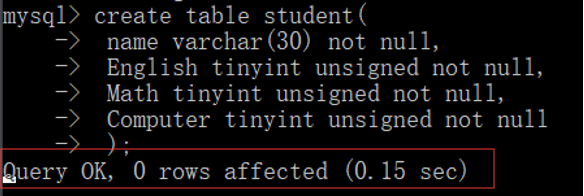 mysql> create table student(
    -> name varchar(30) not null,
    -> English tinyint unsigned not null,
    -> Math tinyint unsigned not null,
    -> Computer tinyint unsigned not null
    -> );
Query OK, 0 rows affected (0.15 sec)